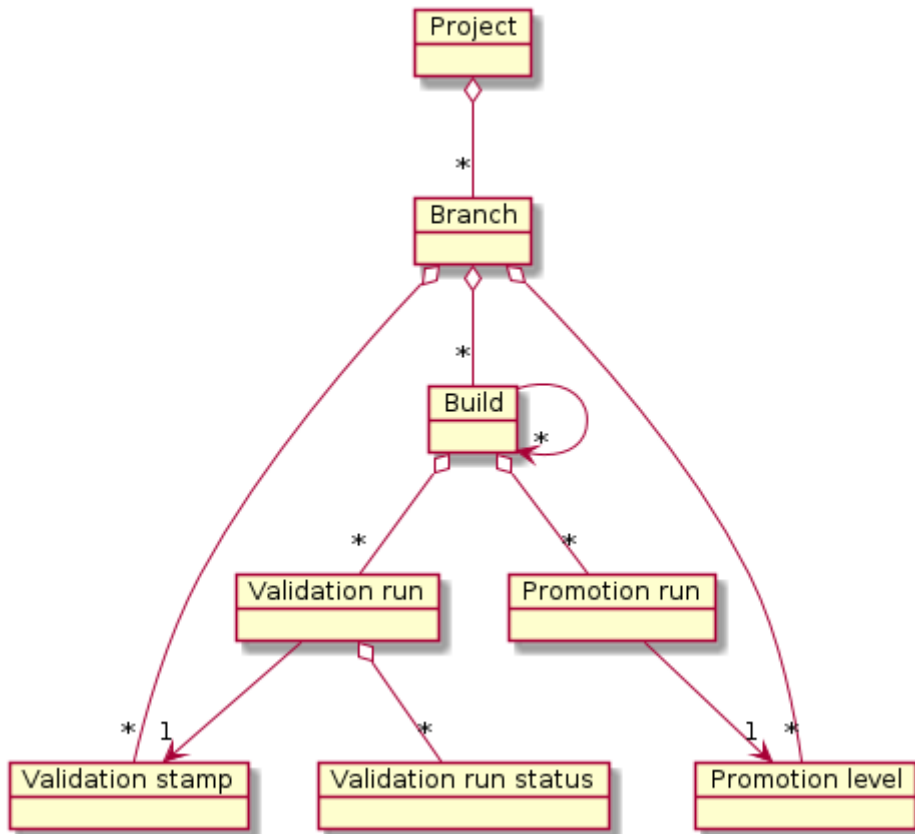 Project
*
Branch
*
Build
*
*
*
Validation run
Promotion run
*
1
*
1
*
Validation stamp
Validation run status
Promotion level